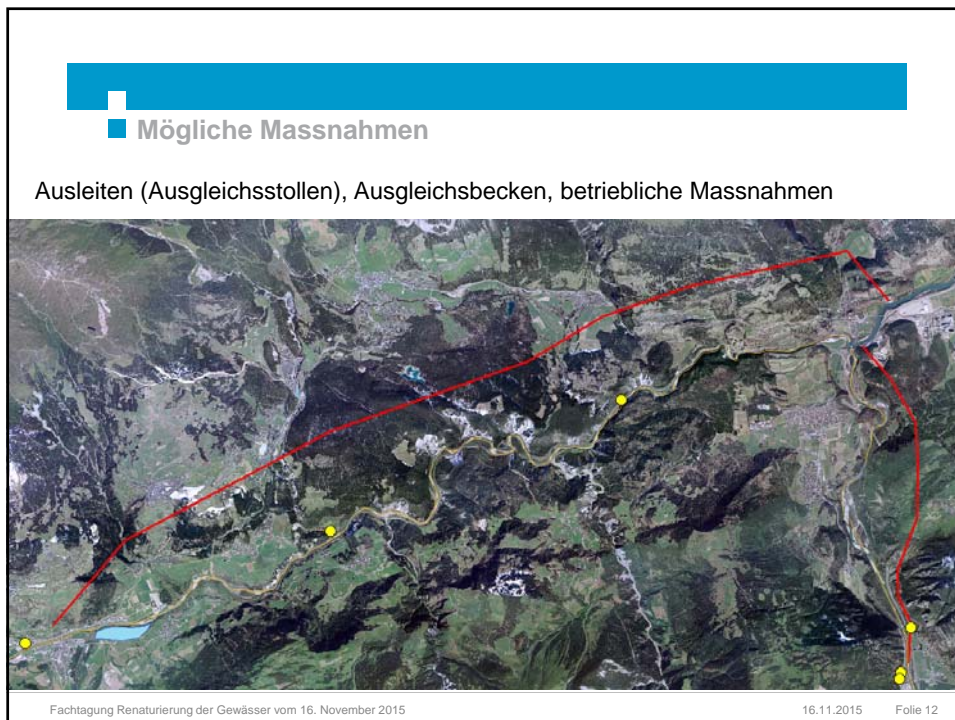 Mögliche Massnahmen
Ausleiten (Ausgleichsstollen), Ausgleichsbecken, betriebliche Massnahmen
Fachtagung Renaturierung der Gewässer vom 16. November 2015
16.11.2015
Folie 12